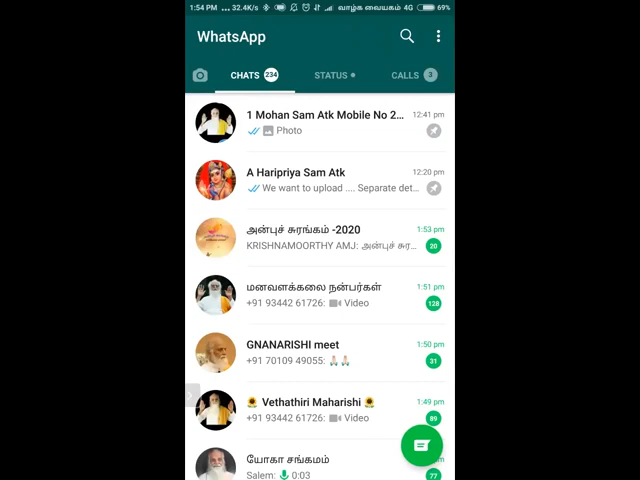 1:54 PM ... 32.4K/s வாழ்க வையகம் 4G 69%
WhatsApp
CHATS 234 STATUS CALLS 3
1 Mohan Sam Atk Mobile No 2... 12:41 pm
Photo
A Haripriya Sam Atk 12:20 pm
We want to upload .... Separate det...
அன்புச் சுரங்கம் -2020 1:53 pm
KRISHNAMOORTHY AMJ: அன்புச் சுர... 20
மனவளக்கலை நண்பர்கள் 1:51 pm
+91 93442 61726: Video 128
GNANARISHI meet 1:50 pm
+91 70109 49055: 🙏🏻🙏🏻 31
🌻 Vethathiri Maharishi 🌻 1:49 pm
+91 93442 61726: Video 89
யோகா சங்கமம்
Salem: 0:03 77